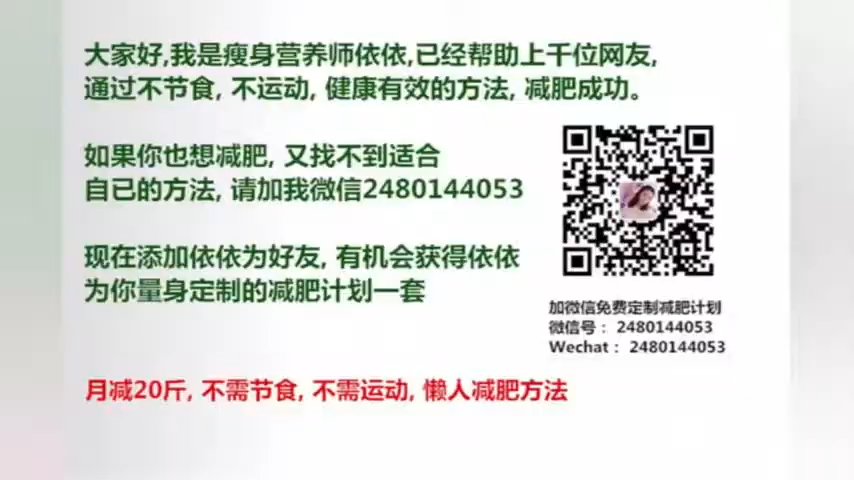 大家好,我是瘦身营养师依依,已经帮助上千位网友,
通过不节食, 不运动, 健康有效的方法, 减肥成功。
如果你也想减肥, 又找不到适合
自已的方法, 请加我微信2480144053
现在添加依依为好友, 有机会获得依依
为你量身定制的减肥计划一套
加微信免费定制减肥计划
微信号： 2480144053
Wechat： 2480144053
月减20斤, 不需节食, 不需运动, 懒人减肥方法